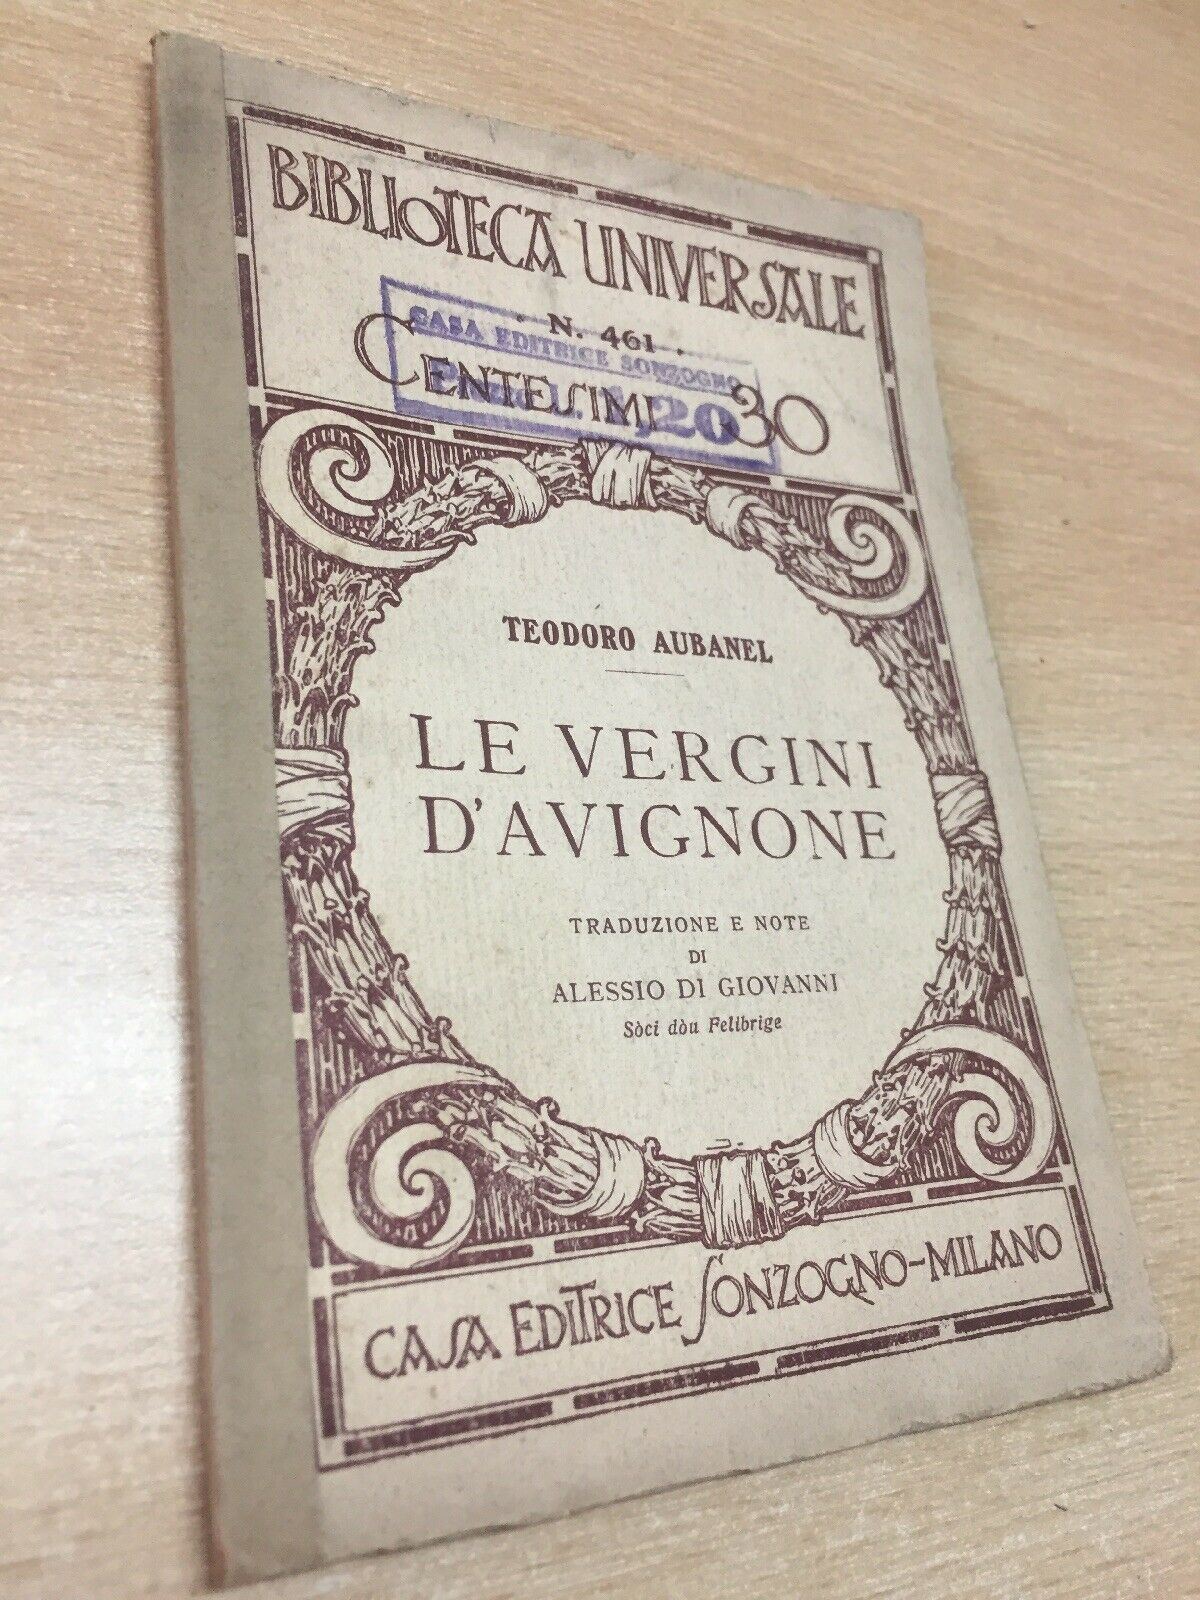 BIBLIOTECA UNIVERSALE
· N. 461 ·
CENTESIMI 30
CASA EDITRICE SONZOGNO
1,20
TEODORO AUBANEL
LE VERGINI
D'AVIGNONE
TRADUZIONE E NOTE
DI
ALESSIO DI GIOVANNI
Sòci dòu Felibrige
CASA EDITRICE SONZOGNO-MILANO